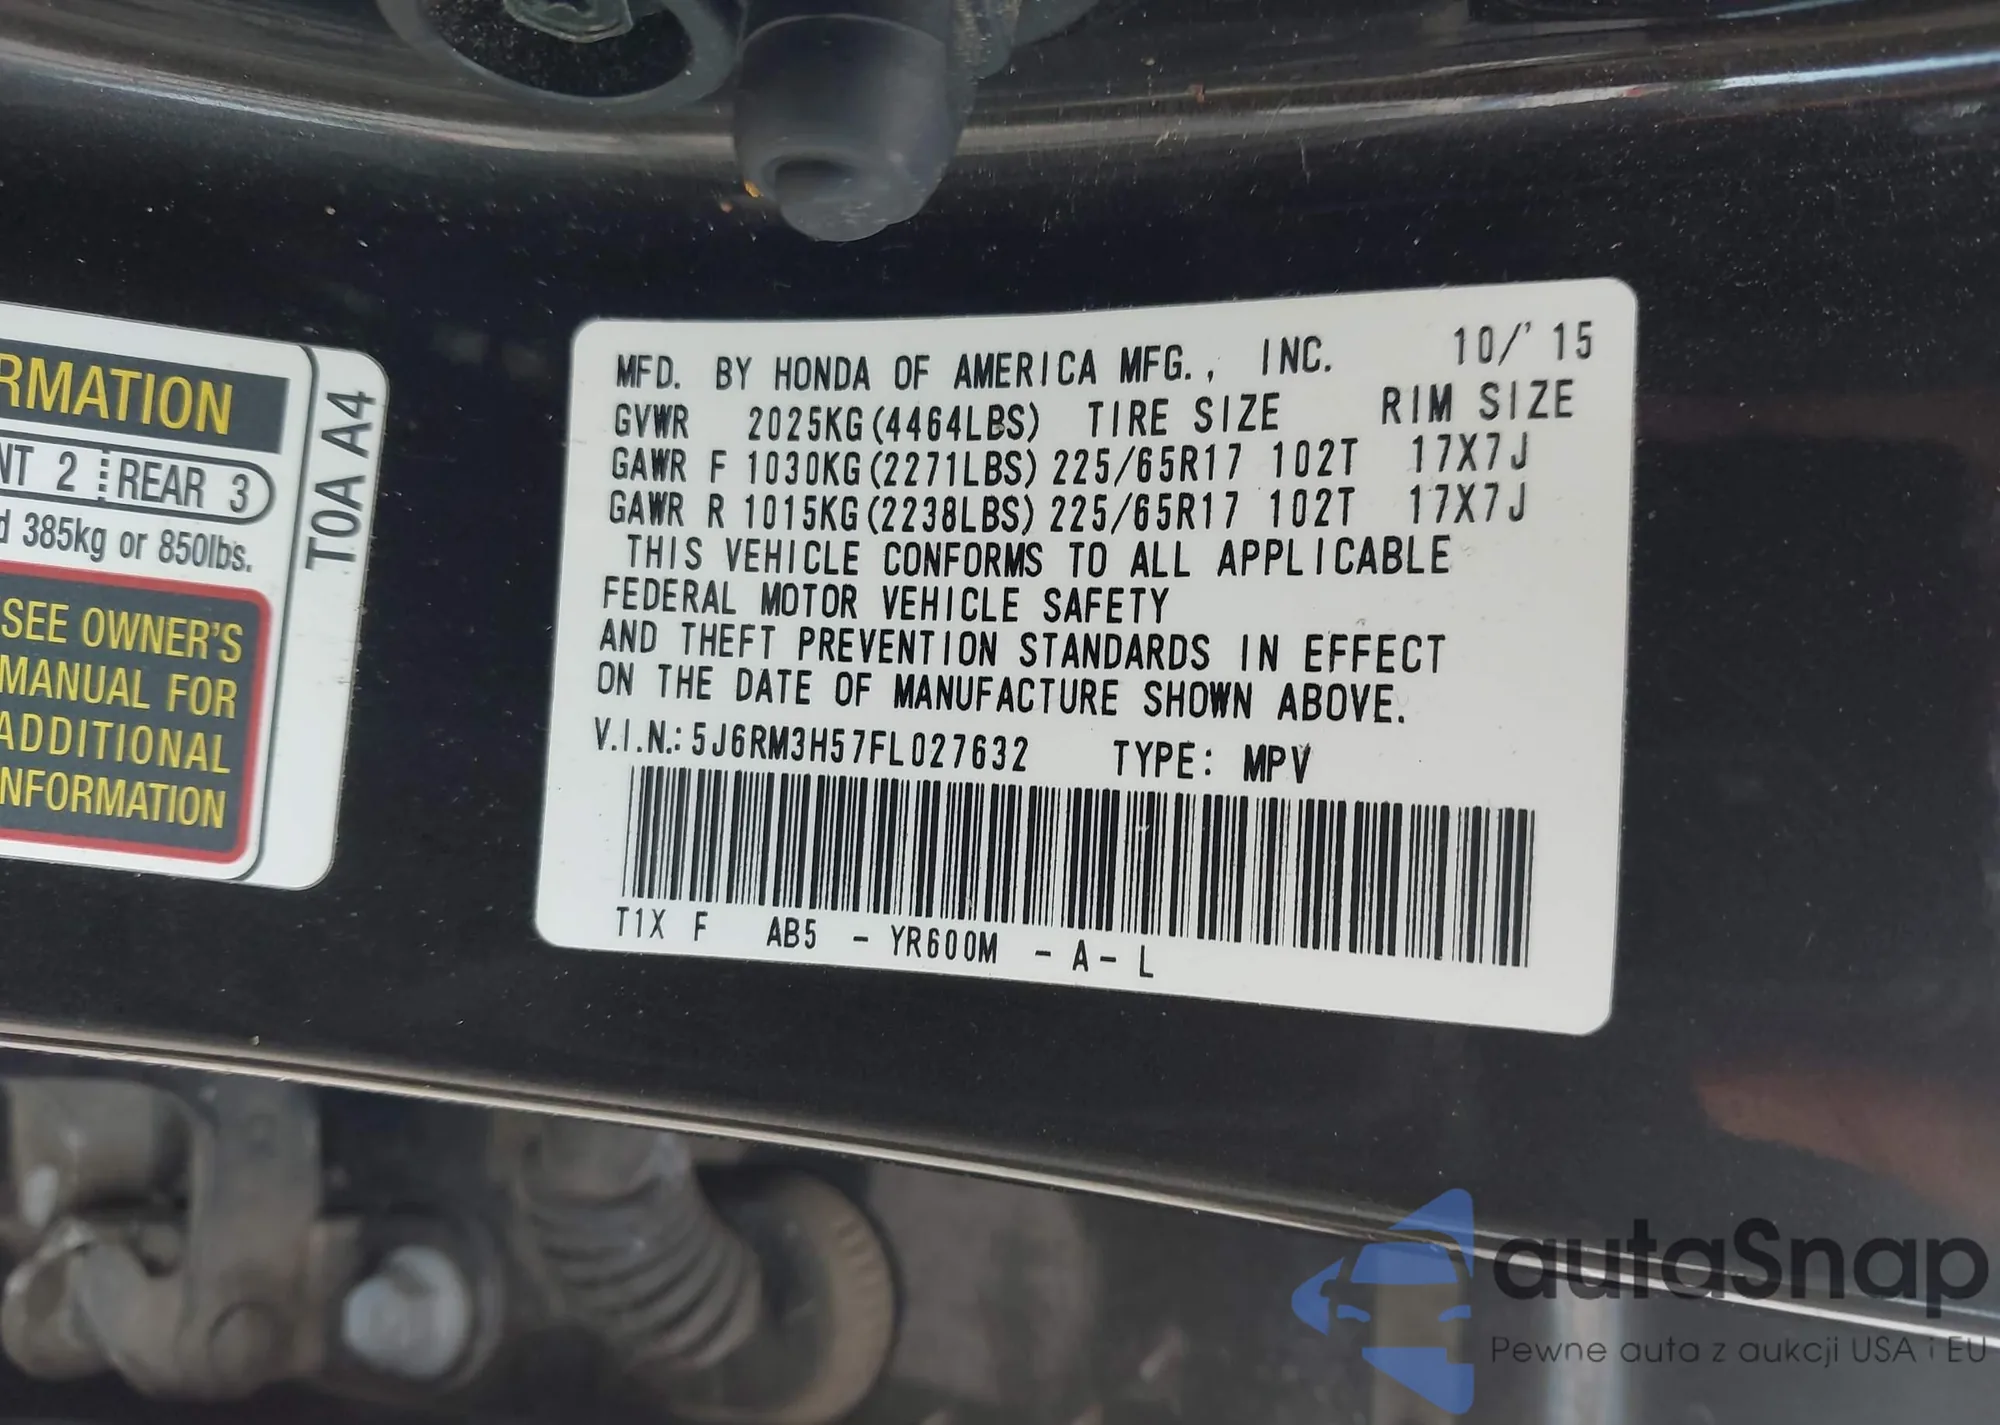 RMATION
NT 2 REAR 3
d 385kg or 850lbs.
SEE OWNER'S
MANUAL FOR
ADDITIONAL
NFORMATION
T0A A4
MFD. BY HONDA OF AMERICA MFG., INC. 10/'15
GVWR 2025KG(4464LBS) TIRE SIZE RIM SIZE
GAWR F 1030KG(2271LBS) 225/65R17 102T 17X7J
GAWR R 1015KG(2238LBS) 225/65R17 102T 17X7J
THIS VEHICLE CONFORMS TO ALL APPLICABLE
FEDERAL MOTOR VEHICLE SAFETY
AND THEFT PREVENTION STANDARDS IN EFFECT
ON THE DATE OF MANUFACTURE SHOWN ABOVE.
V.I.N.: 5J6RM3H57FL027632 TYPE: MPV
T1X F AB5 - YR600M - A - L
autaSnap
Pewne auta z aukcji USA i EU